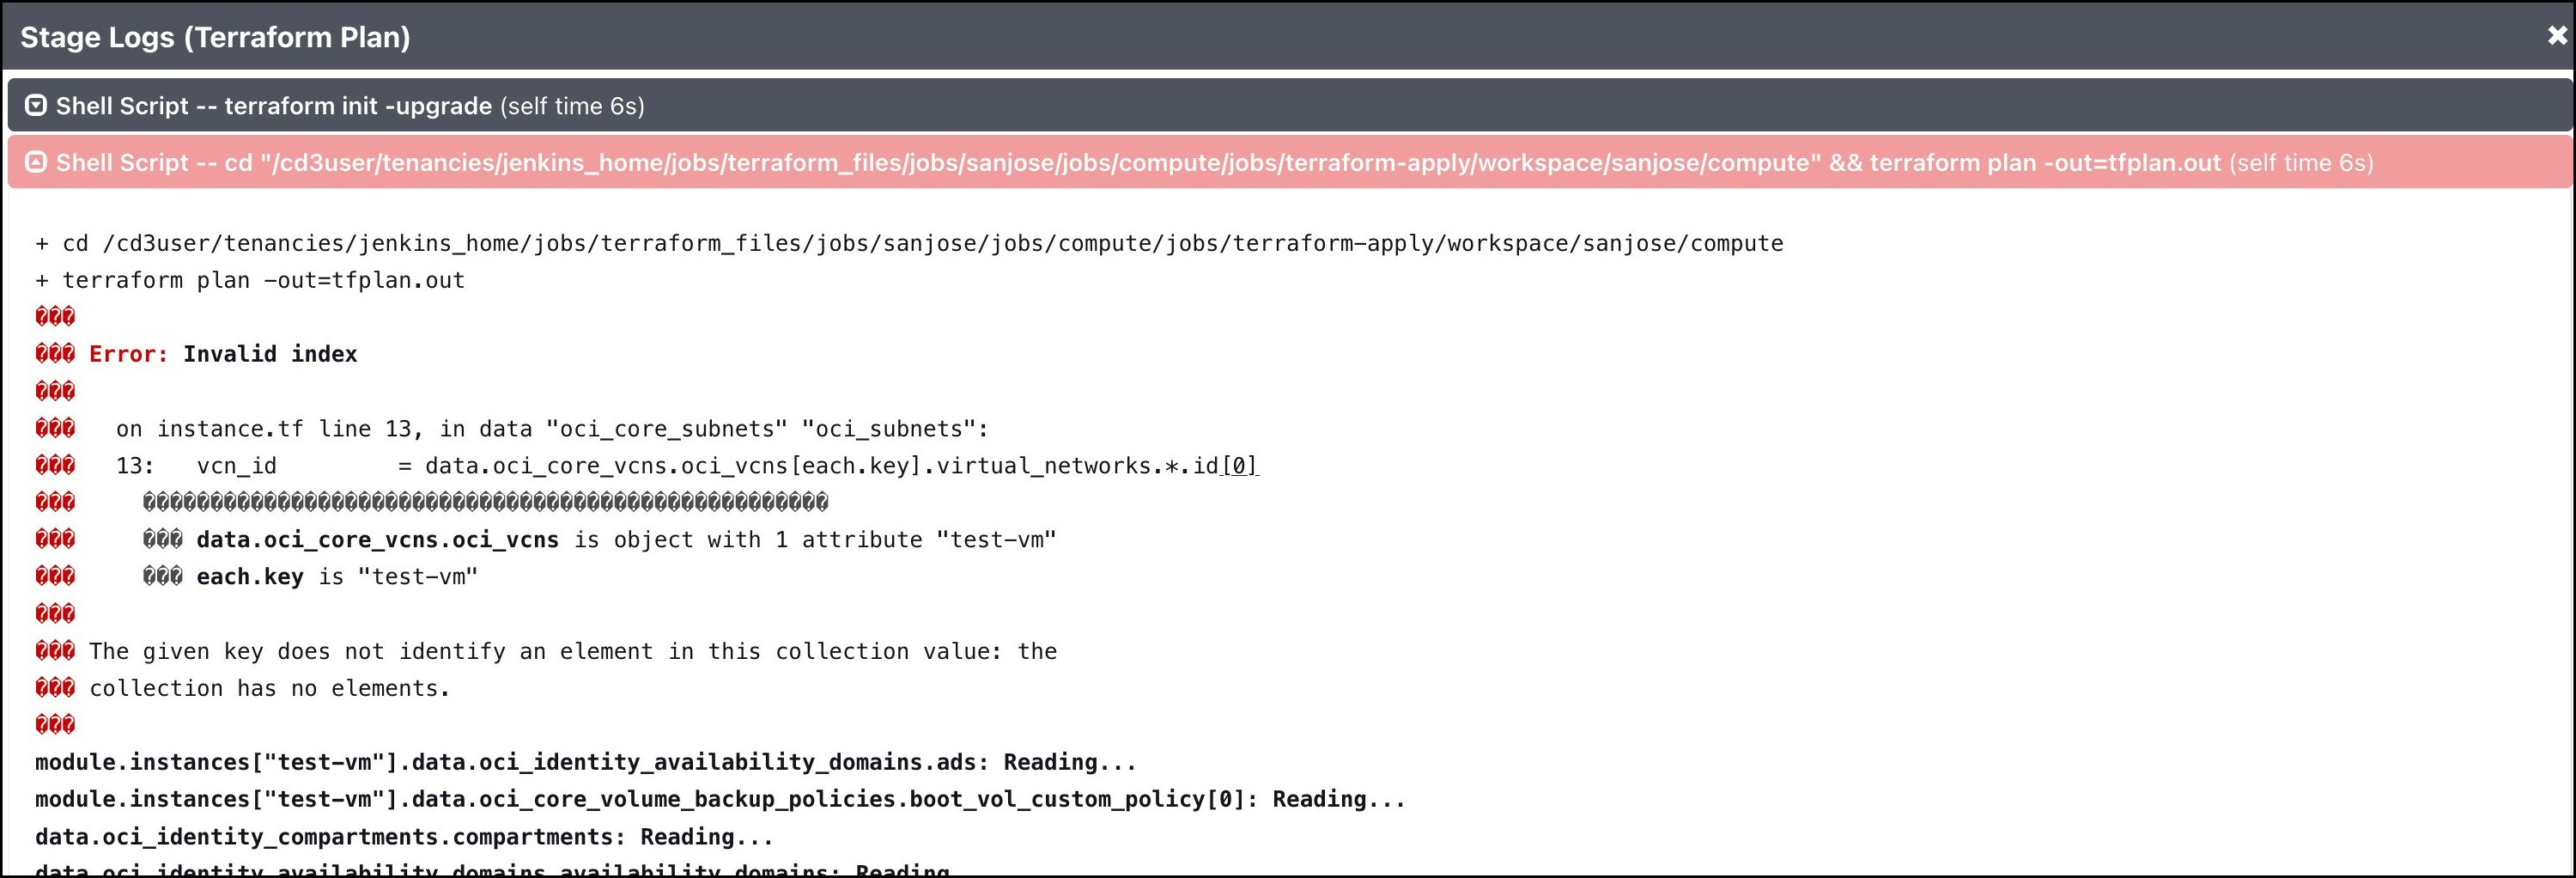 Stage Logs (Terraform Plan)
Shell Script -- terraform init -upgrade (self time 6s)
Shell Script -- cd "/cd3user/tenancies/jenkins_home/jobs/terraform_files/jobs/sanjose/jobs/compute/jobs/terraform-apply/workspace/sanjose/compute" && terraform plan -out=tfplan.out (self time 6s)
+ cd /cd3user/tenancies/jenkins_home/jobs/terraform_files/jobs/sanjose/jobs/compute/jobs/terraform-apply/workspace/sanjose/compute
+ terraform plan -out=tfplan.out
���
��� Error: Invalid index
���
��� on instance.tf line 13, in data "oci_core_subnets" "oci_subnets":
��� 13: vcn_id = data.oci_core_vcns.oci_vcns[each.key].virtual_networks.*.id[0]
��� ���������������������������������������������������
��� ��� data.oci_core_vcns.oci_vcns is object with 1 attribute "test-vm"
��� ��� each.key is "test-vm"
���
��� The given key does not identify an element in this collection value: the
��� collection has no elements.
���
module.instances["test-vm"].data.oci_identity_availability_domains.ads: Reading...
module.instances["test-vm"].data.oci_core_volume_backup_policies.boot_vol_custom_policy[0]: Reading...
data.oci_identity_compartments.compartments: Reading...
data.oci_identity_availability_domains.availability_domains: Reading...